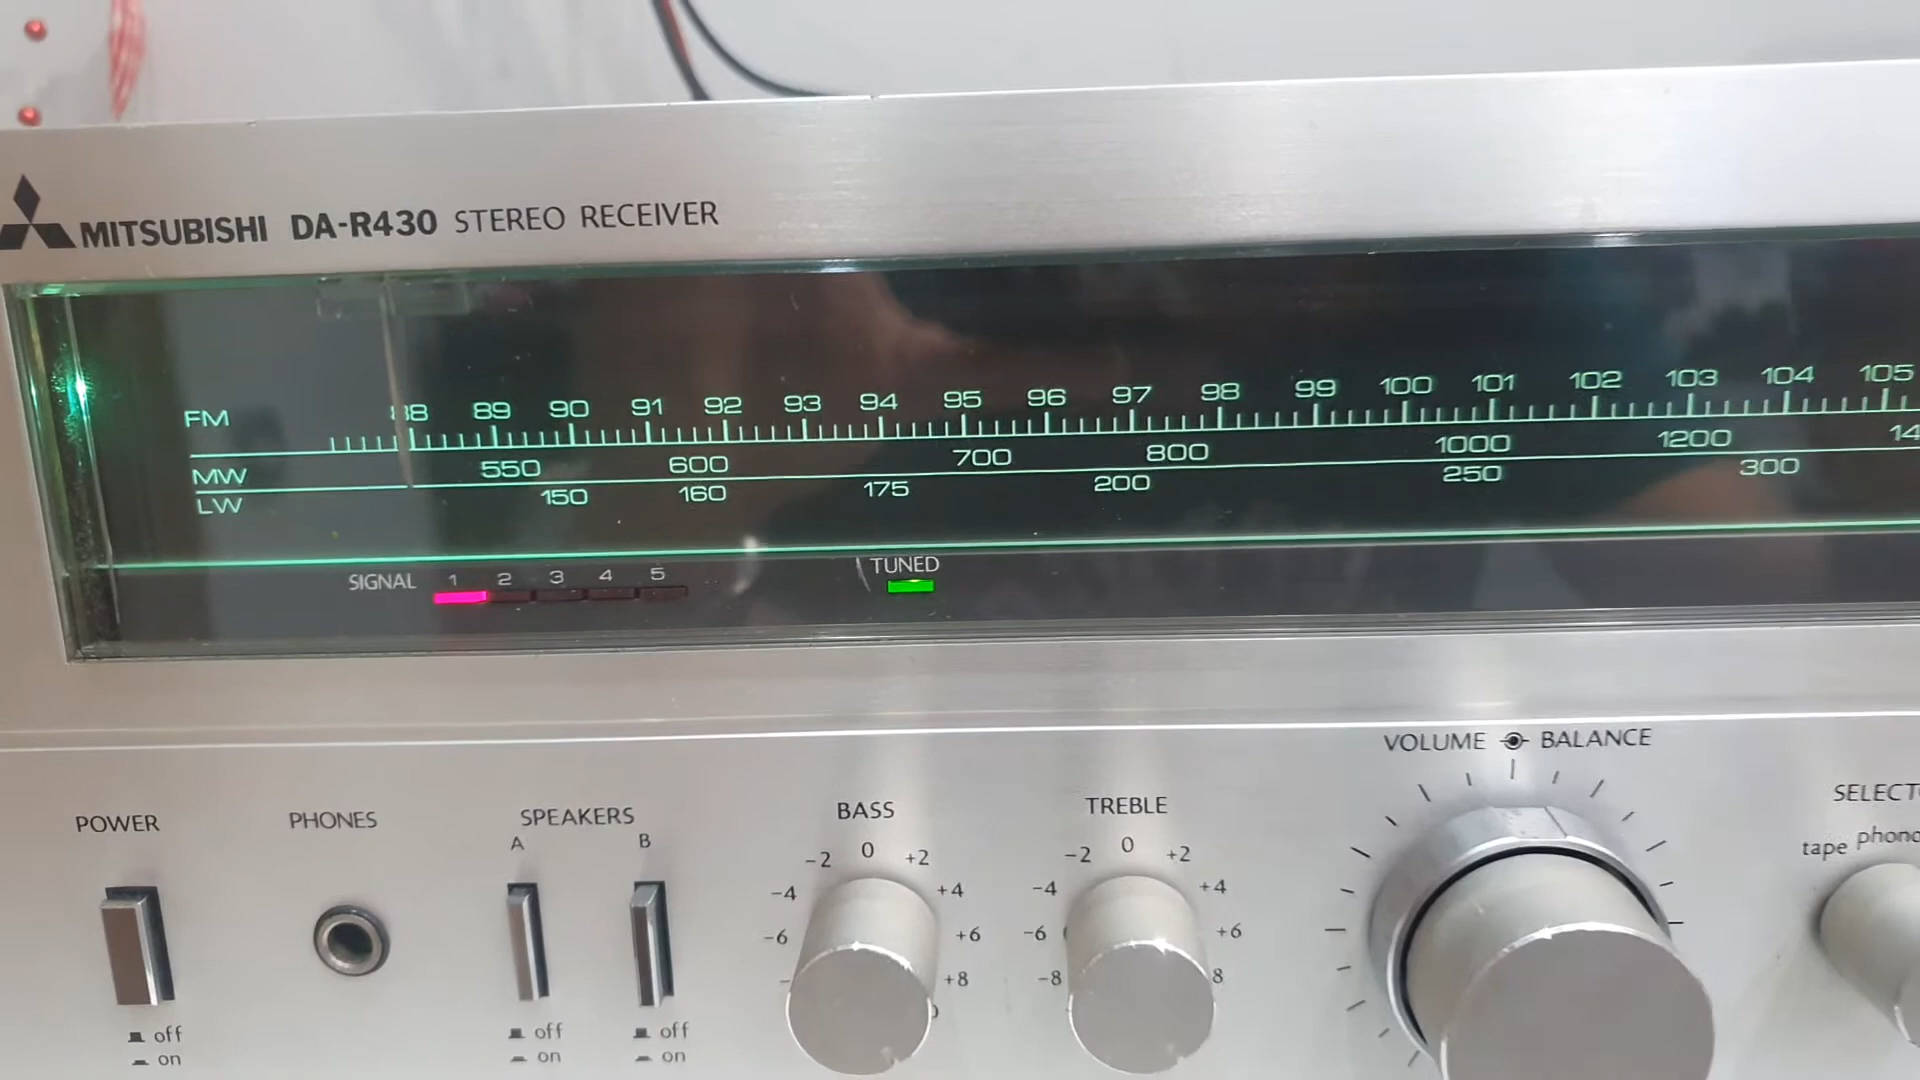 MITSUBISHI DA-R430 STEREO RECEIVER
FM 88 89 90 91 92 93 94 95 96 97 98 99 100 101 102 103 104 105
MW 550 600 700 800 1000 1200
LW 150 160 175 200 250 300
SIGNAL 1 2 3 4 5 TUNED
VOLUME BALANCE
POWER PHONES SPEAKERS BASS TREBLE
A B
tape
-2 0 +2
-4 +4
-6 +6
+8
-2 0 +2
-4 +4
-6 +6
-8 8
off off off
on on on